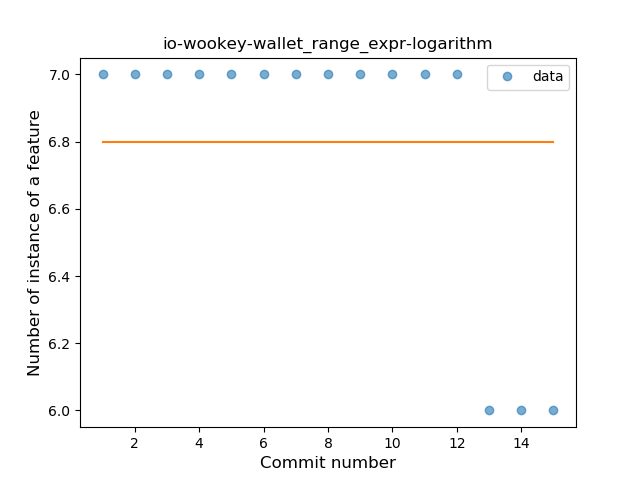 io-wookey-wallet_range_expr-logarithm
data
Number of instance of a feature
7.0
6.8
6.6
6.4
6.2
6.0
2 4 6 8 10 12 14
Commit number